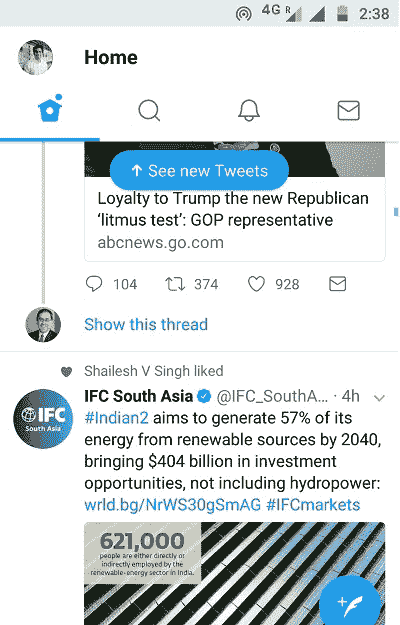 4G R 2:38
Home
↑ See new Tweets
Loyalty to Trump the new Republican
‘litmus test’: GOP representative
abcnews.go.com
104 374 928
Show this thread
Shailesh V Singh liked
IFC South Asia @IFC_SouthA... · 4h
IFC
South Asia
#Indian2 aims to generate 57% of its
energy from renewable sources by 2040,
bringing $404 billion in investment
opportunities, not including hydropower:
wrld.bg/NrWS30gSmAG #IFCmarkets
621,000
people are either directly or
indirectly employed by the
renewable-energy sector in India.